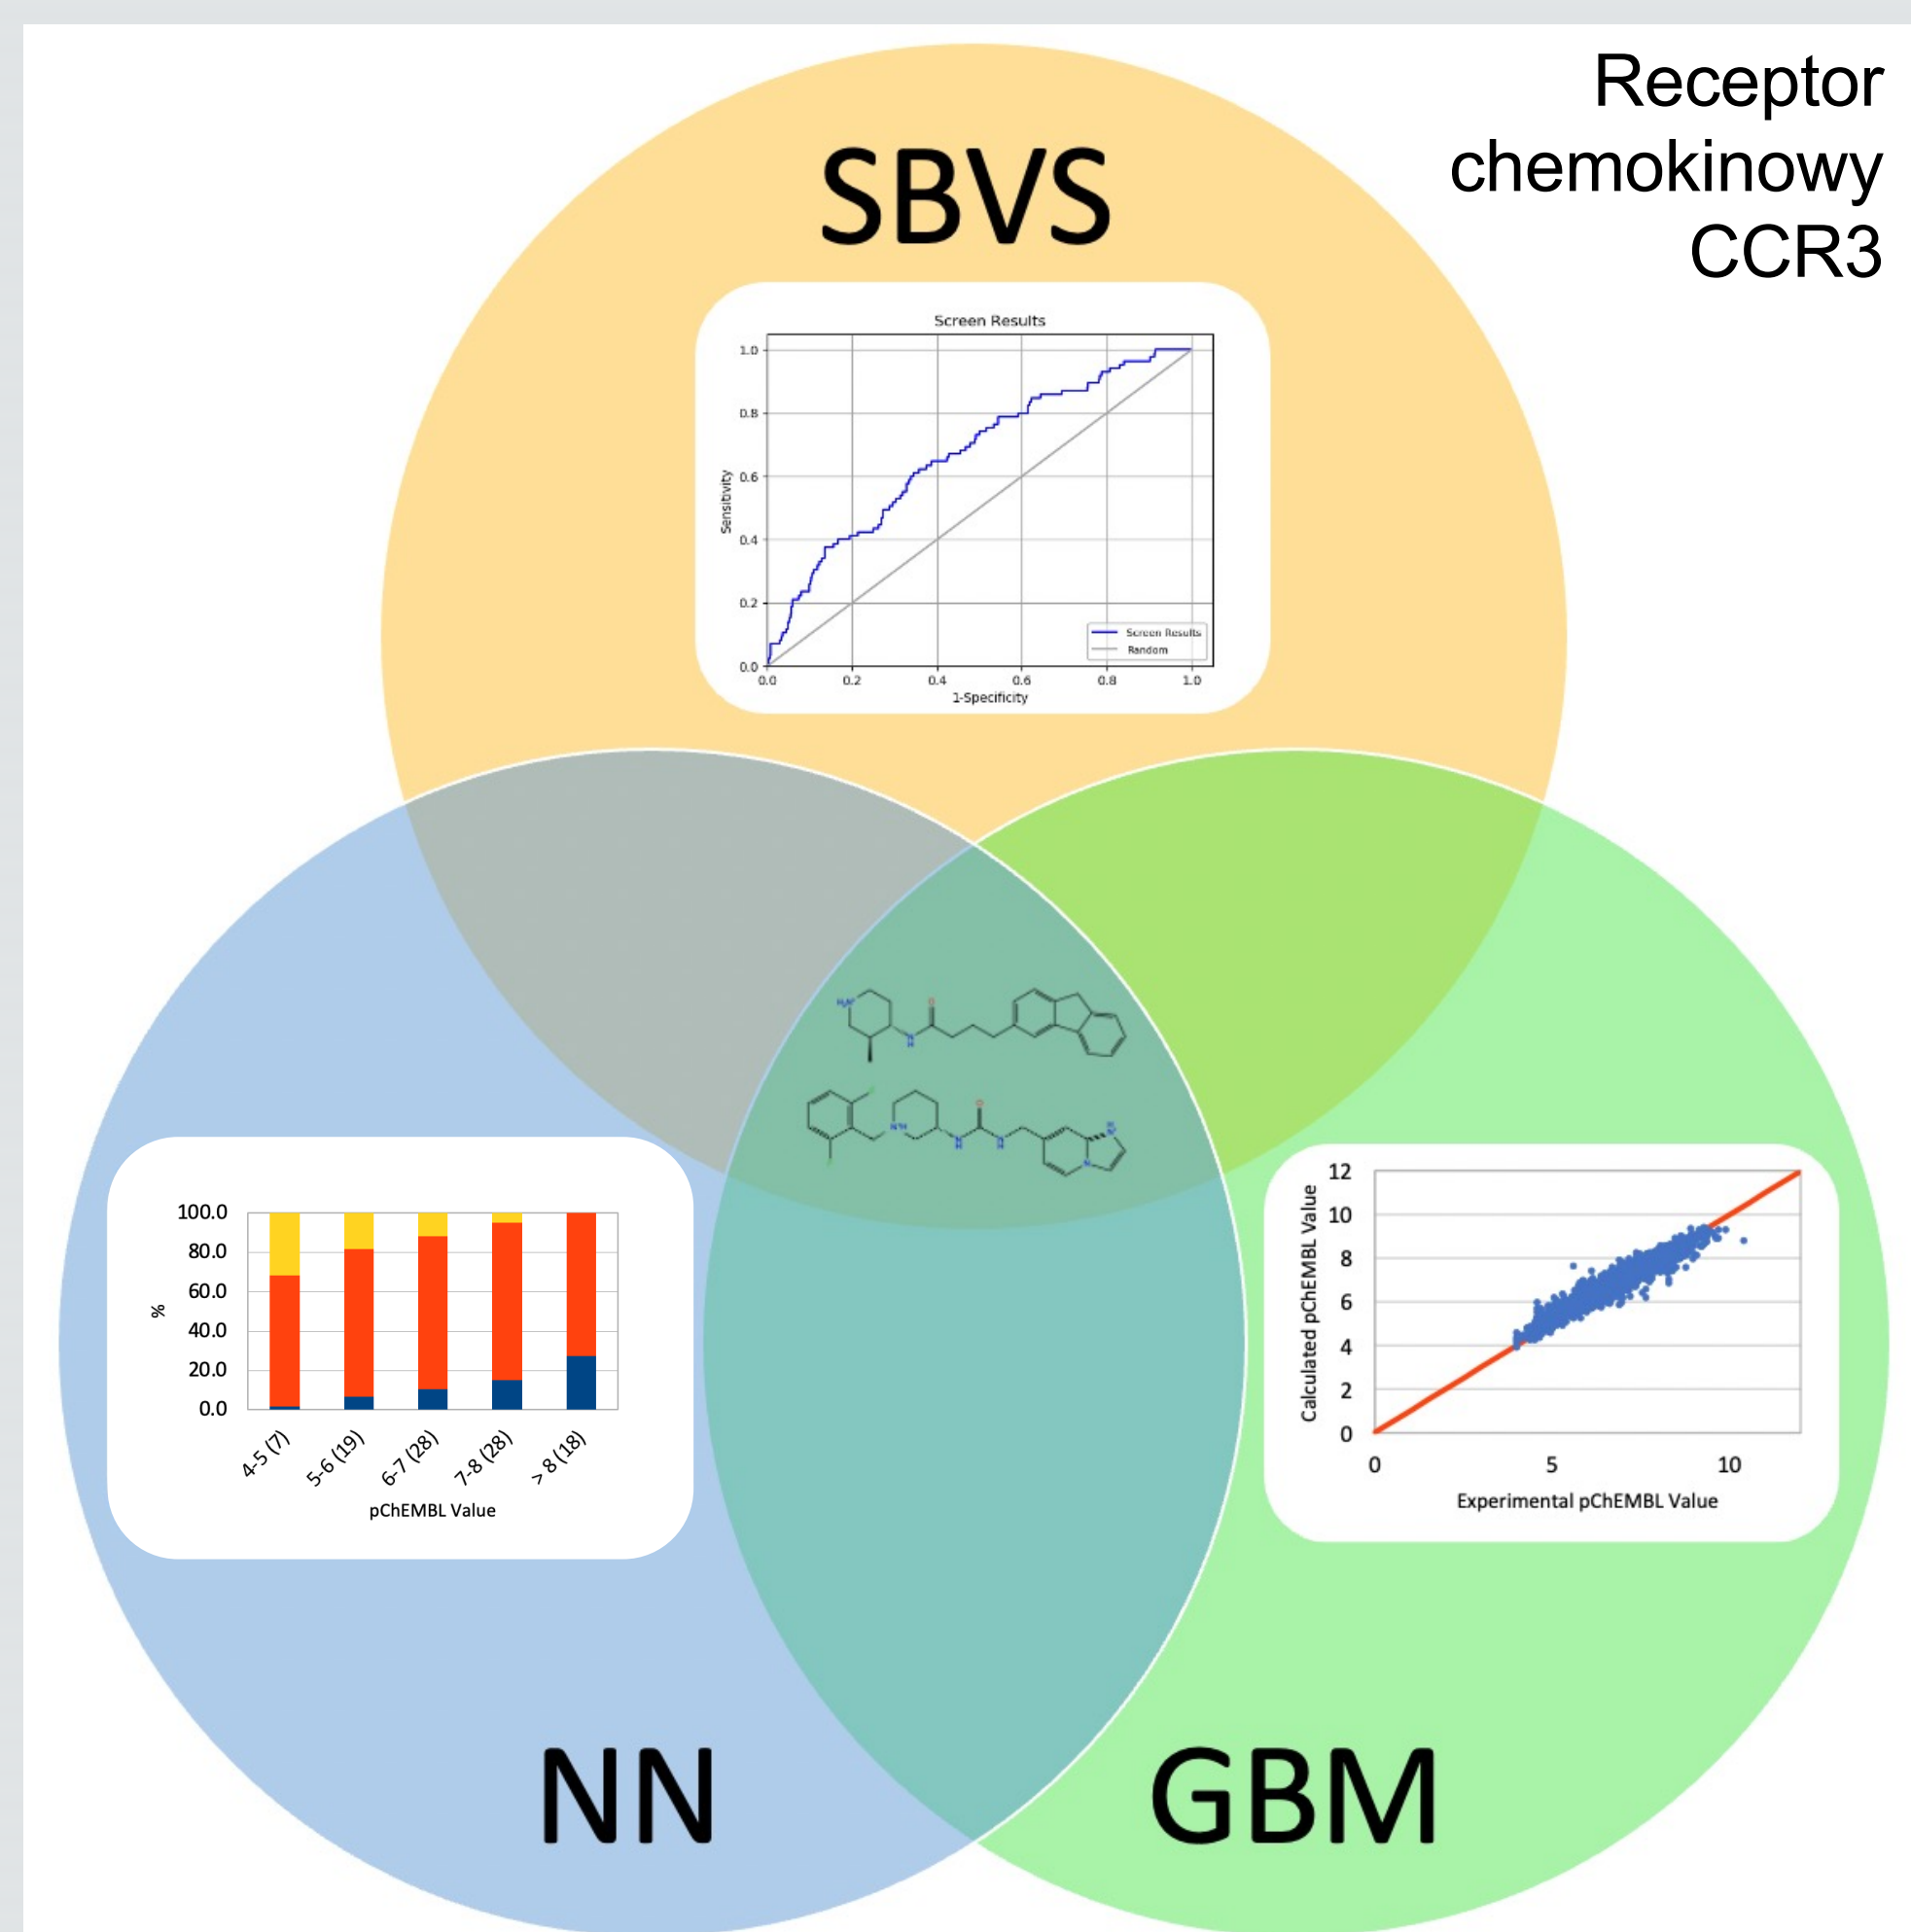 Receptor
chemokinowy
CCR3
SBVS
Screen Results
1.0
0.8
0.6
0.4
0.2
0.0
Sensitivity
0.0 0.2 0.4 0.6 0.8 1.0
1-Specificity
Screen Results
Random
O
NH
O
NH
NH
N
100.0
80.0
60.0
40.0
20.0
0.0
%
4-5 (7) 5-6 (19) 6-7 (28) 7-8 (28) > 8 (18)
pChEMBL Value
12
10
8
6
4
2
0
Calculated pChEMBL Value
0 5 10
Experimental pChEMBL Value
NN
GBM